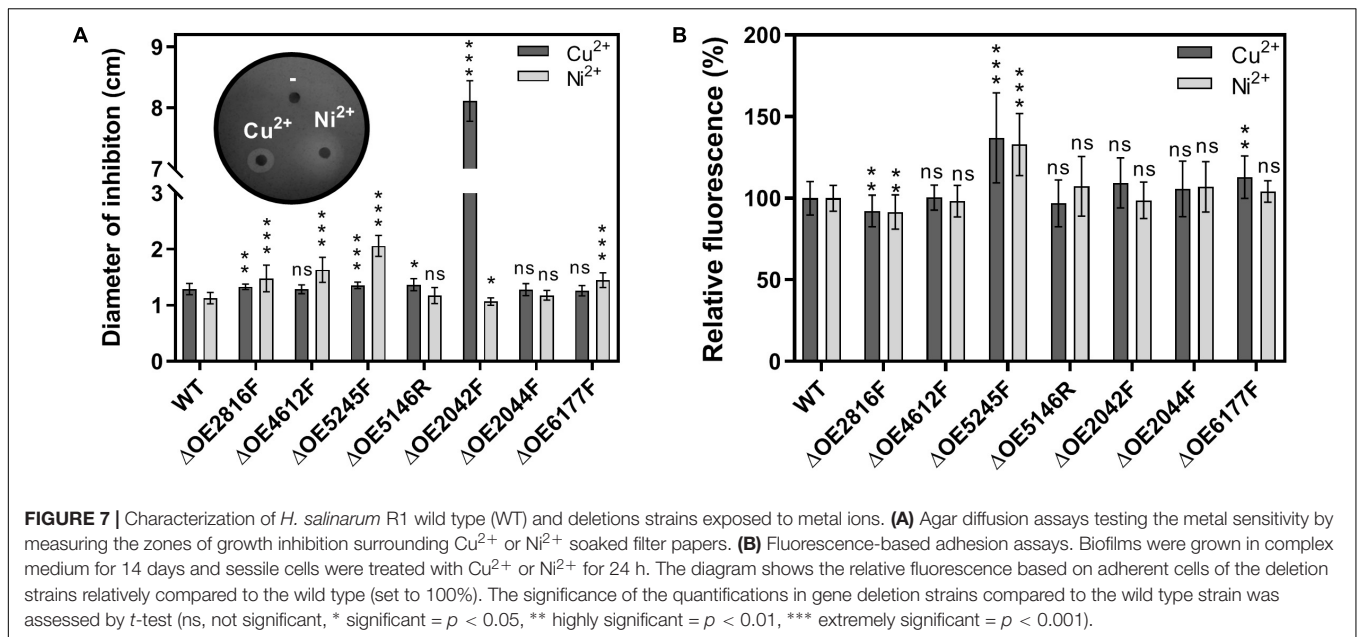 A
Diameter of inhibiton (cm)
9
8
7
3
2
1
0
Cu2+
Ni2+
-
Cu2+
Ni2+
** *** ns *** *** *** * ns *** * ns ns ns ***
WT
ΔOE2816F
ΔOE4612F
ΔOE5245F
ΔOE5146R
ΔOE2042F
ΔOE2044F
ΔOE6177F
B
Relative fluorescence (%)
200
150
100
50
0
Cu2+
Ni2+
** ** ns ns *** *** ns ns ns ns ns ns ** ns
WT
ΔOE2816F
ΔOE4612F
ΔOE5245F
ΔOE5146R
ΔOE2042F
ΔOE2044F
ΔOE6177F
FIGURE 7 | Characterization of H. salinarum R1 wild type (WT) and deletions strains exposed to metal ions. (A) Agar diffusion assays testing the metal sensitivity by
measuring the zones of growth inhibition surrounding Cu2+ or Ni2+ soaked filter papers. (B) Fluorescence-based adhesion assays. Biofilms were grown in complex
medium for 14 days and sessile cells were treated with Cu2+ or Ni2+ for 24 h. The diagram shows the relative fluorescence based on adherent cells of the deletion
strains relatively compared to the wild type (set to 100%). The significance of the quantifications in gene deletion strains compared to the wild type strain was
assessed by t-test (ns, not significant, * significant = p < 0.05, ** highly significant = p < 0.01, *** extremely significant = p < 0.001).